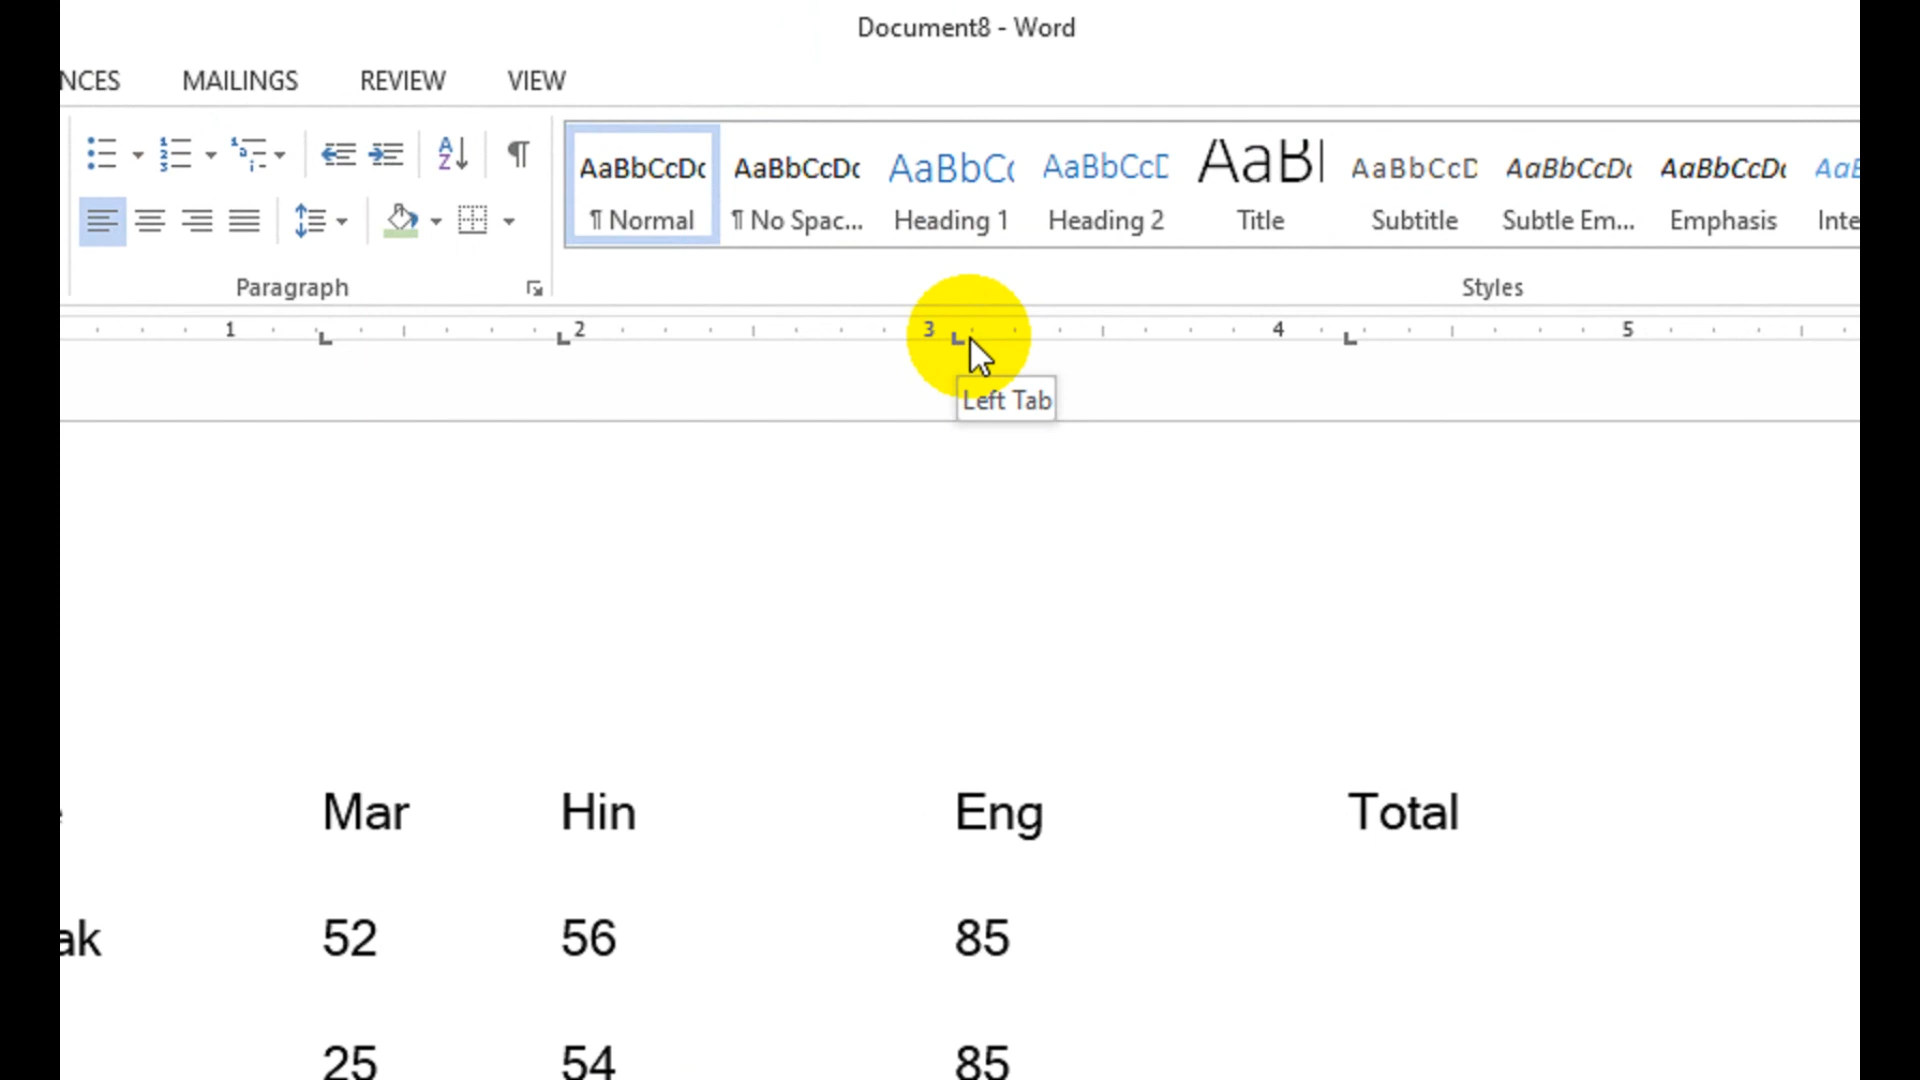 Document8 - Word
NCES MAILINGS REVIEW VIEW
AaBbCcDc AaBbCcDc AaBbCc AaBbCcD AaB AaBbCcD AaBbCcDc AaBbCcDc AaB
¶ Normal ¶ No Spac... Heading 1 Heading 2 Title Subtitle Subtle Em... Emphasis Inte
Paragraph Styles
1 2 3 4 5
Left Tab
e Mar Hin Eng Total
ak 52 56 85
25 54 85